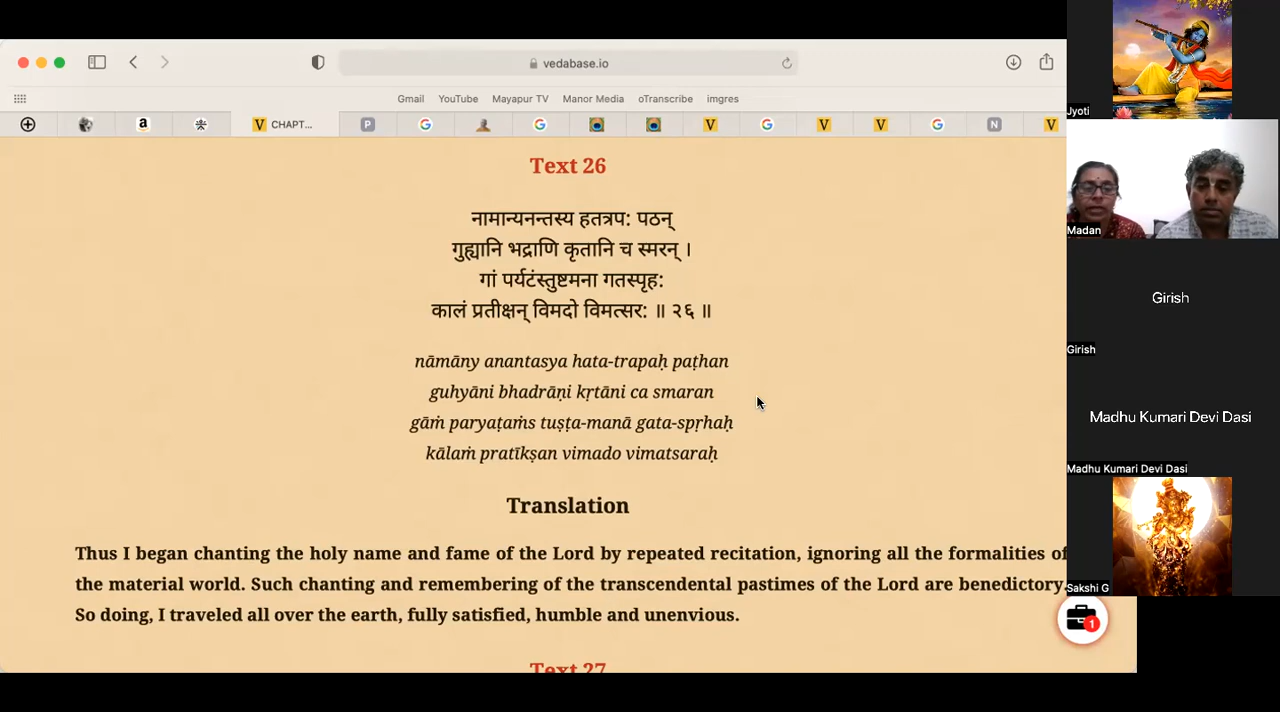 vedabase.io
Gmail YouTube Mayapur TV Manor Media oTranscribe imgres
CHAPT...
Text 26
नामान्यनन्तस्य हतत्रप: पठन्
गुह्यानि भद्राणि कृतानि च स्मरन् ।
गां पर्यटंस्तुष्टमना गतस्पृह:
कालं प्रतीक्षन् विमदो विमत्सर: ॥ २६ ॥
nāmāny anantasya hata-trapaḥ paṭhan
guhyāni bhadrāṇi kṛtāni ca smaran
gāṁ paryaṭaṁs tuṣṭa-manā gata-spṛhaḥ
kālaṁ pratīkṣan vimado vimatsaraḥ
Translation
Thus I began chanting the holy name and fame of the Lord by repeated recitation, ignoring all the formalities of
the material world. Such chanting and remembering of the transcendental pastimes of the Lord are benedictory.
So doing, I traveled all over the earth, fully satisfied, humble and unenvious.
Text 27
1
Jyoti
Madan
Girish
Girish
Madhu Kumari Devi Dasi
Madhu Kumari Devi Dasi
Sakshi G